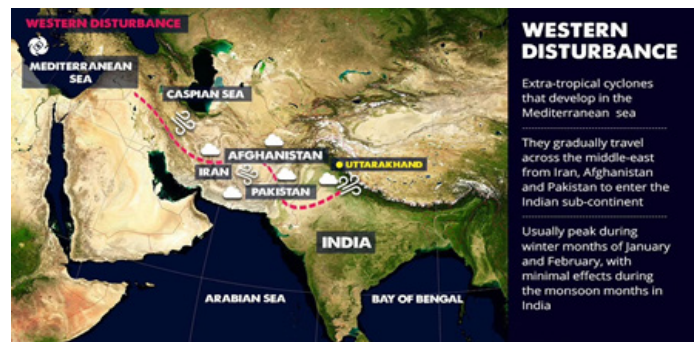 WESTERN DISTURBANCE
MEDITERRANEAN
SEA
CASPIAN SEA
AFGHANISTAN
UTTARAKHAND
IRAN
PAKISTAN
INDIA
ARABIAN SEA
BAY OF BENGAL
WESTERN
DISTURBANCE
Extra-tropical cyclones
that develop in the
Mediterranean sea
They gradually travel
across the middle-east
from Iran, Afghanistan
and Pakistan to enter the
Indian sub-continent
Usually peak during
winter months of January
and February, with
minimal effects during
the monsoon months in
India